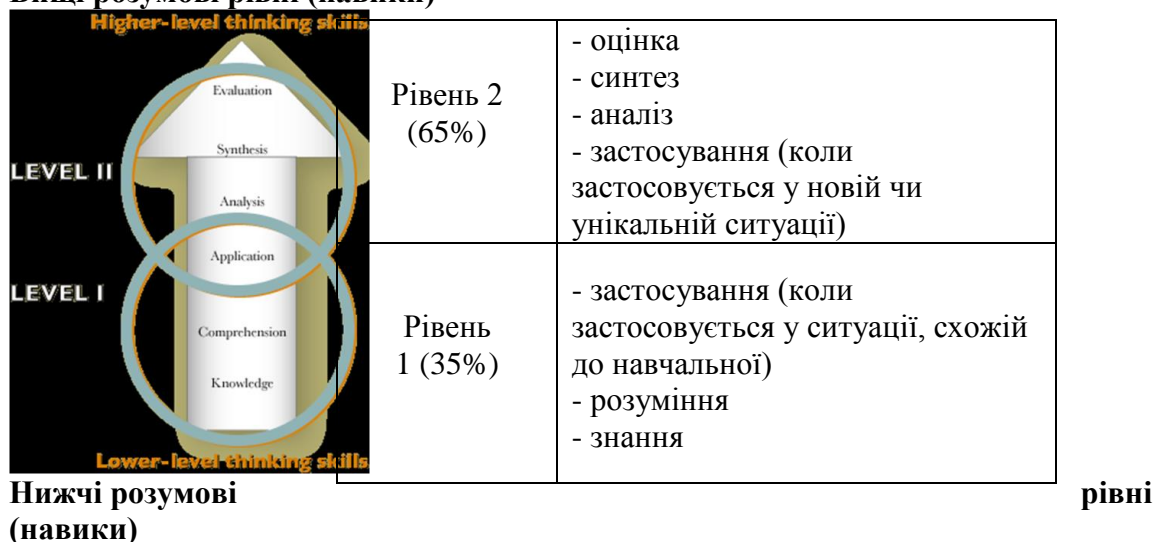 Вищі розумові рівні (навики)
Higher-level thinking skills
Evaluation
Synthesis
LEVEL II
Analysis
Application
LEVEL I
Comprehension
Knowledge
Lower-level thinking skills
Рівень 2
(65%)
- оцінка
- синтез
- аналіз
- застосування (коли
застосовується у новій чи
унікальній ситуації)
Рівень
1 (35%)
- застосування (коли
застосовується у ситуації, схожій
до навчальної)
- розуміння
- знання
Нижчі розумові рівні
(навики)